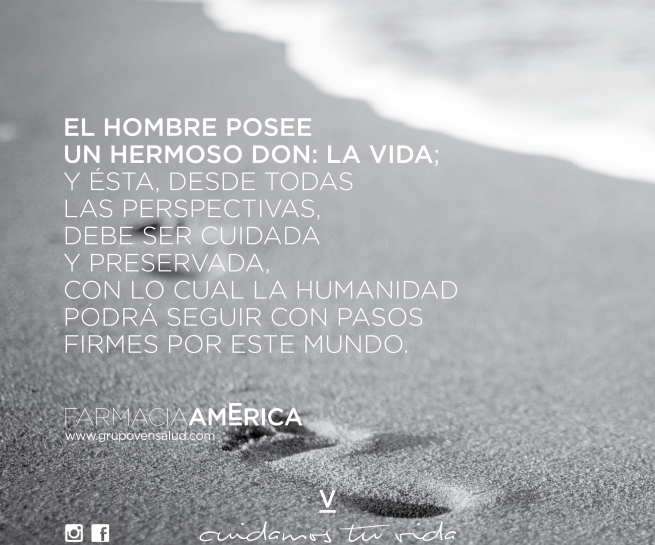 EL HOMBRE POSEE
UN HERMOSO DON: LA VIDA;
Y ÉSTA, DESDE TODAS
LAS PERSPECTIVAS,
DEBE SER CUIDADA
Y PRESERVADA,
CON LO CUAL LA HUMANIDAD
PODRÁ SEGUIR CON PASOS
FIRMES POR ESTE MUNDO.
FARMACIAAMERICA
www.grupovensalud.com
V
cuidamos tu vida